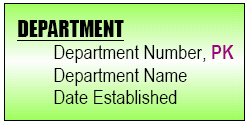 DEPARTMENT
Department Number, PK
Department Name
Date Established